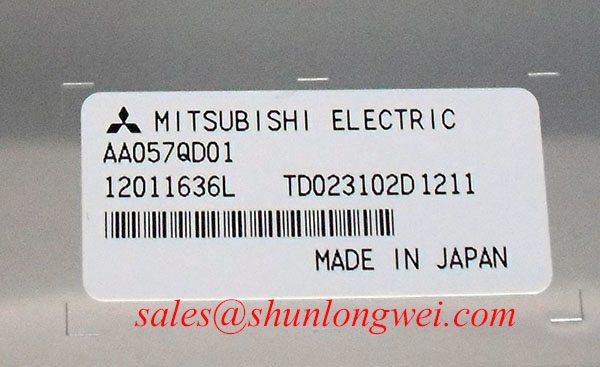 MITSUBISHI ELECTRIC
AA057QD01
12011636L TD023102D1211
MADE IN JAPAN
sales@shunlongwei.com